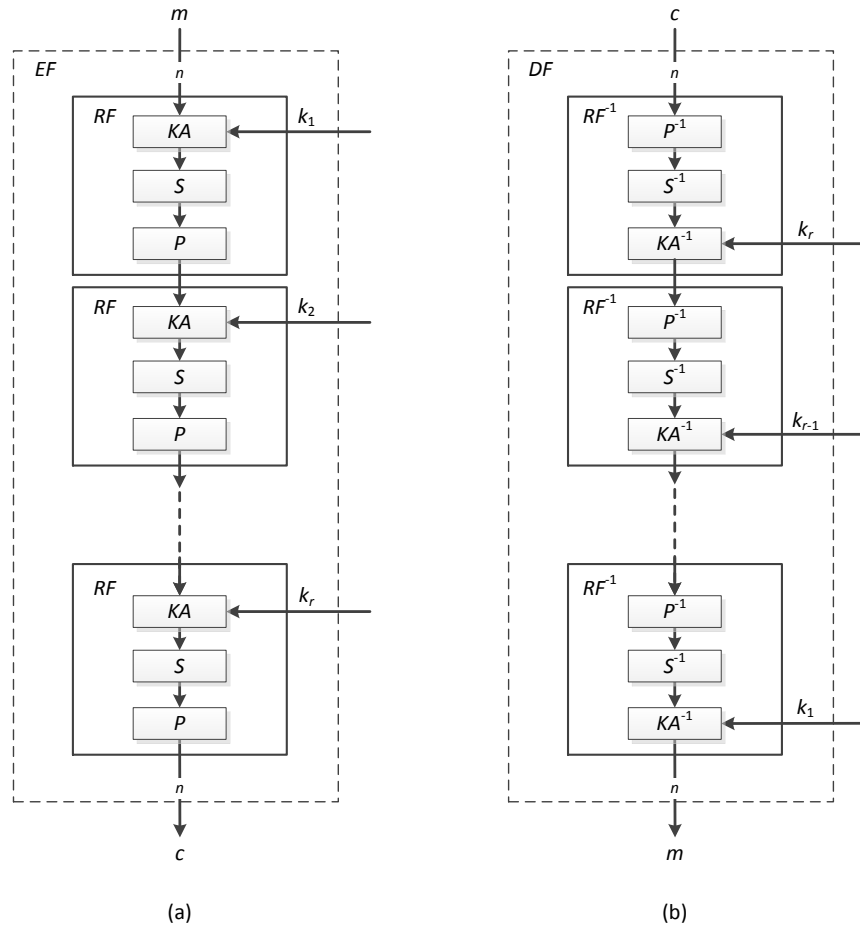 m
EF
n
RF
KA
k1
S
P
RF
KA
k2
S
P
RF
KA
kr
S
P
n
c
(a)
c
DF
n
RF-1
P-1
S-1
KA-1
kr
RF-1
P-1
S-1
KA-1
kr-1
RF-1
P-1
S-1
KA-1
k1
n
m
(b)